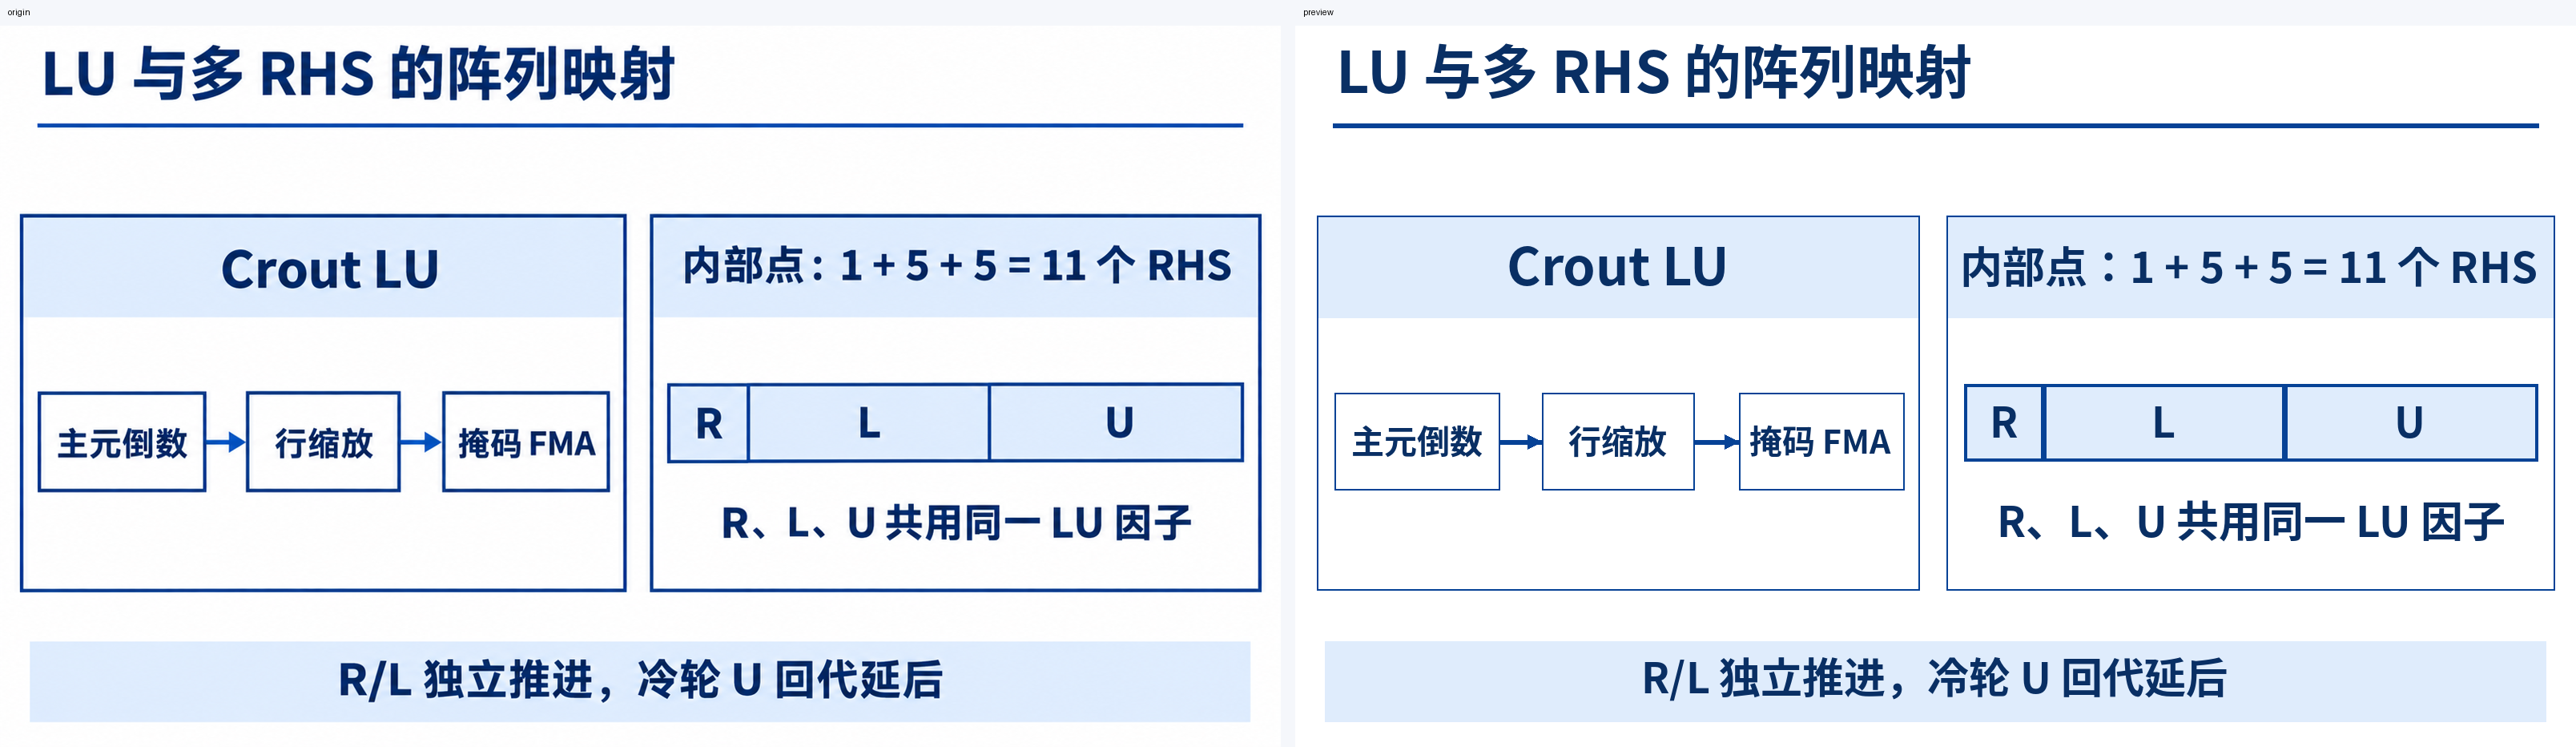 origin
LU 与多 RHS 的阵列映射
Crout LU
主元倒数
行缩放
掩码 FMA
内部点：1 + 5 + 5 = 11 个 RHS
R
L
U
R、L、U 共用同一 LU 因子
R/L 独立推进，冷轮 U 回代延后
preview
LU 与多 RHS 的阵列映射
Crout LU
主元倒数
行缩放
掩码 FMA
内部点：1 + 5 + 5 = 11 个 RHS
R
L
U
R、L、U 共用同一 LU 因子
R/L 独立推进，冷轮 U 回代延后